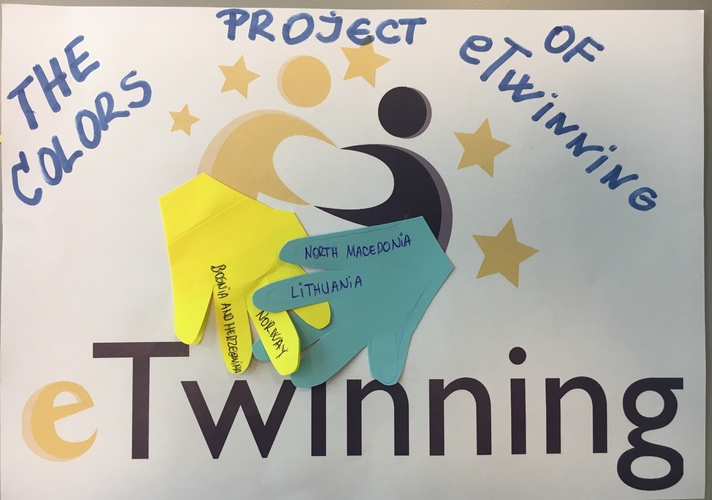 THE
COLORS
PROJECT
OF
eTWiNNiNG
NORTH MACEDONiA
LiTHUANiA
BOSNiA AND HERZEGOViNA
NORWAY
eTwinning